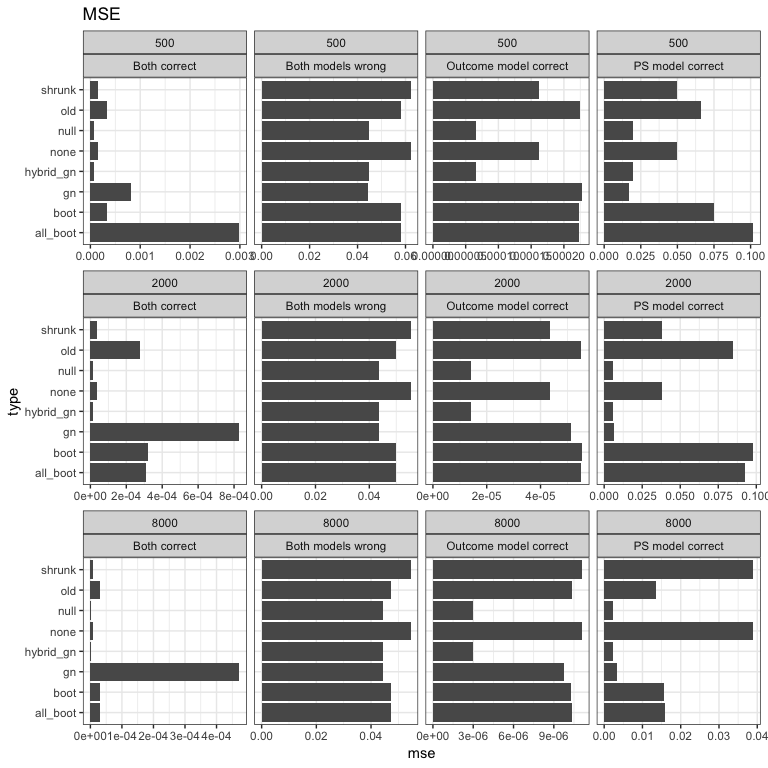 MSE
500 500 500 500
Both correct Both models wrong Outcome model correct PS model correct
shrunk
old
null
none
hybrid_gn
gn
boot
all_boot
0.000 0.001 0.002 0.003 0.00 0.02 0.04 0.06 0.000 0.025 0.050 0.075 0.100
2000 2000 2000 2000
Both correct Both models wrong Outcome model correct PS model correct
shrunk
old
null
none
hybrid_gn
gn
boot
all_boot
0e+00 2e-04 4e-04 6e-04 8e-04 0.00 0.02 0.04 0e+00 2e-05 4e-05 0.000 0.025 0.050 0.075 0.100
type
8000 8000 8000 8000
Both correct Both models wrong Outcome model correct PS model correct
shrunk
old
null
none
hybrid_gn
gn
boot
all_boot
0e+00 1e-04 2e-04 3e-04 4e-04 0.00 0.02 0.04 0e+00 3e-06 6e-06 9e-06 0.00 0.01 0.02 0.03 0.04
mse